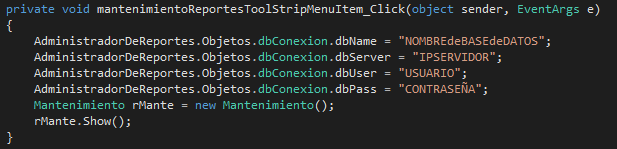 private void mantenimientoReportesToolStripMenuItem_Click(object sender, EventArgs e)
{
AdministradorDeReportes.Objetos.dbConexion.dbName = "NOMBREdeBASEdeDATOS";
AdministradorDeReportes.Objetos.dbConexion.dbServer = "IPSERVIDOR";
AdministradorDeReportes.Objetos.dbConexion.dbUser = "USUARIO";
AdministradorDeReportes.Objetos.dbConexion.dbPass = "CONTRASEÑA";
Mantenimiento rMante = new Mantenimiento();
rMante.Show();
}